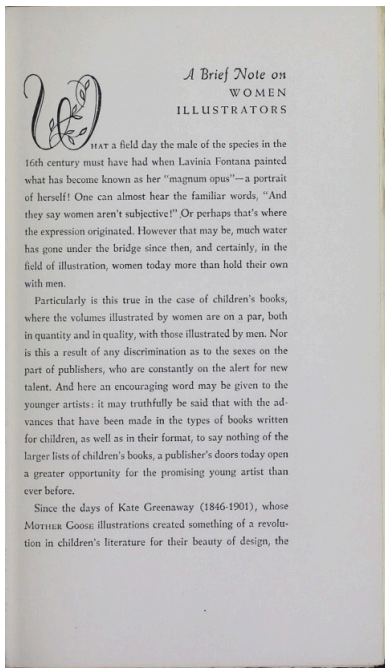 A Brief Note on
WOMEN
ILLUSTRATORS
WHAT a field day the male of the species in the
16th century must have had when Lavinia Fontana painted
what has become known as her "magnum opus"—a portrait
of herself! One can almost hear the familiar words, "And
they say women aren't subjective!" Or perhaps that's where
the expression originated. However that may be, much water
has gone under the bridge since then, and certainly, in the
field of illustration, women today more than hold their own
with men.
Particularly is this true in the case of children's books,
where the volumes illustrated by women are on a par, both
in quantity and in quality, with those illustrated by men. Nor
is this a result of any discrimination as to the sexes on the
part of publishers, who are constantly on the alert for new
talent. And here an encouraging word may be given to the
younger artists: it may truthfully be said that with the ad-
vances that have been made in the types of books written
for children, as well as in their format, to say nothing of the
larger lists of children's books, a publisher's doors today open
a greater opportunity for the promising young artist than
ever before.
Since the days of Kate Greenaway (1846-1901), whose
MOTHER GOOSE illustrations created something of a revolu-
tion in children's literature for their beauty of design, the